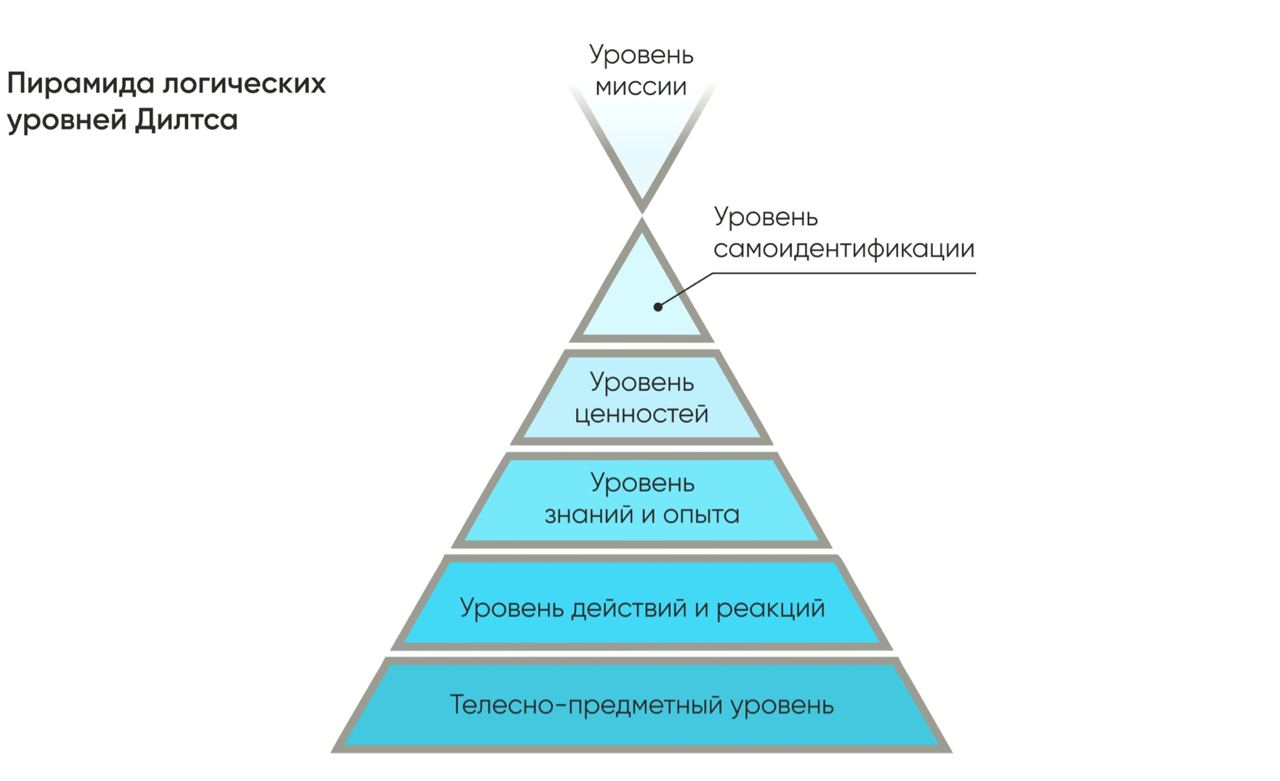 Пирамида логических
уровней Дилтса
Уровень
миссии
Уровень
самоидентификации
Уровень
ценностей
Уровень
знаний и опыта
Уровень действий и реакций
Телесно-предметный уровень